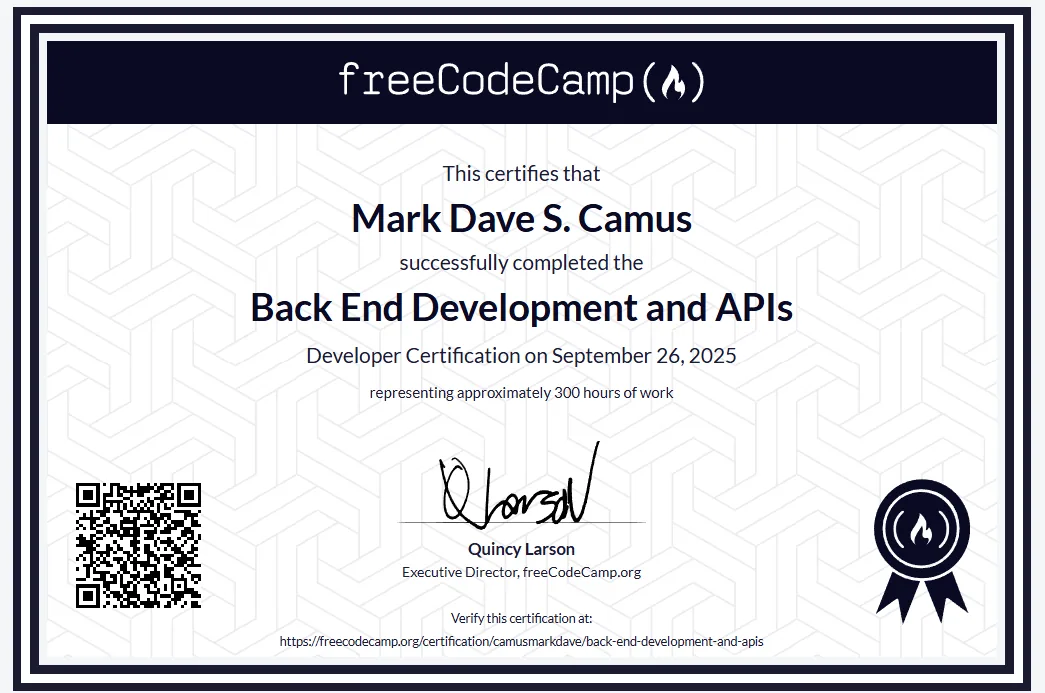 freeCodeCamp
This certifies that
Mark Dave S. Camus
successfully completed the
Back End Development and APIs
Developer Certification on September 26, 2025
representing approximately 300 hours of work
Q Larson
Quincy Larson
Executive Director, freeCodeCamp.org
Verify this certification at:
https://freecodecamp.org/certification/camusmarkdave/back-end-development-and-apis